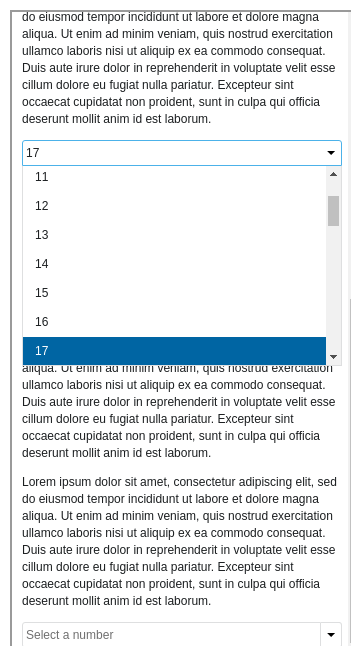 do eiusmod tempor incididunt ut labore et dolore magna
aliqua. Ut enim ad minim veniam, quis nostrud exercitation
ullamco laboris nisi ut aliquip ex ea commodo consequat.
Duis aute irure dolor in reprehenderit in voluptate velit esse
cillum dolore eu fugiat nulla pariatur. Excepteur sint
occaecat cupidatat non proident, sunt in culpa qui officia
deserunt mollit anim id est laborum.
17
11
12
13
14
15
16
17
aliqua. Ut enim ad minim veniam, quis nostrud exercitation
ullamco laboris nisi ut aliquip ex ea commodo consequat.
Duis aute irure dolor in reprehenderit in voluptate velit esse
cillum dolore eu fugiat nulla pariatur. Excepteur sint
occaecat cupidatat non proident, sunt in culpa qui officia
deserunt mollit anim id est laborum.
Lorem ipsum dolor sit amet, consectetur adipiscing elit, sed
do eiusmod tempor incididunt ut labore et dolore magna
aliqua. Ut enim ad minim veniam, quis nostrud exercitation
ullamco laboris nisi ut aliquip ex ea commodo consequat.
Duis aute irure dolor in reprehenderit in voluptate velit esse
cillum dolore eu fugiat nulla pariatur. Excepteur sint
occaecat cupidatat non proident, sunt in culpa qui officia
deserunt mollit anim id est laborum.
Select a number